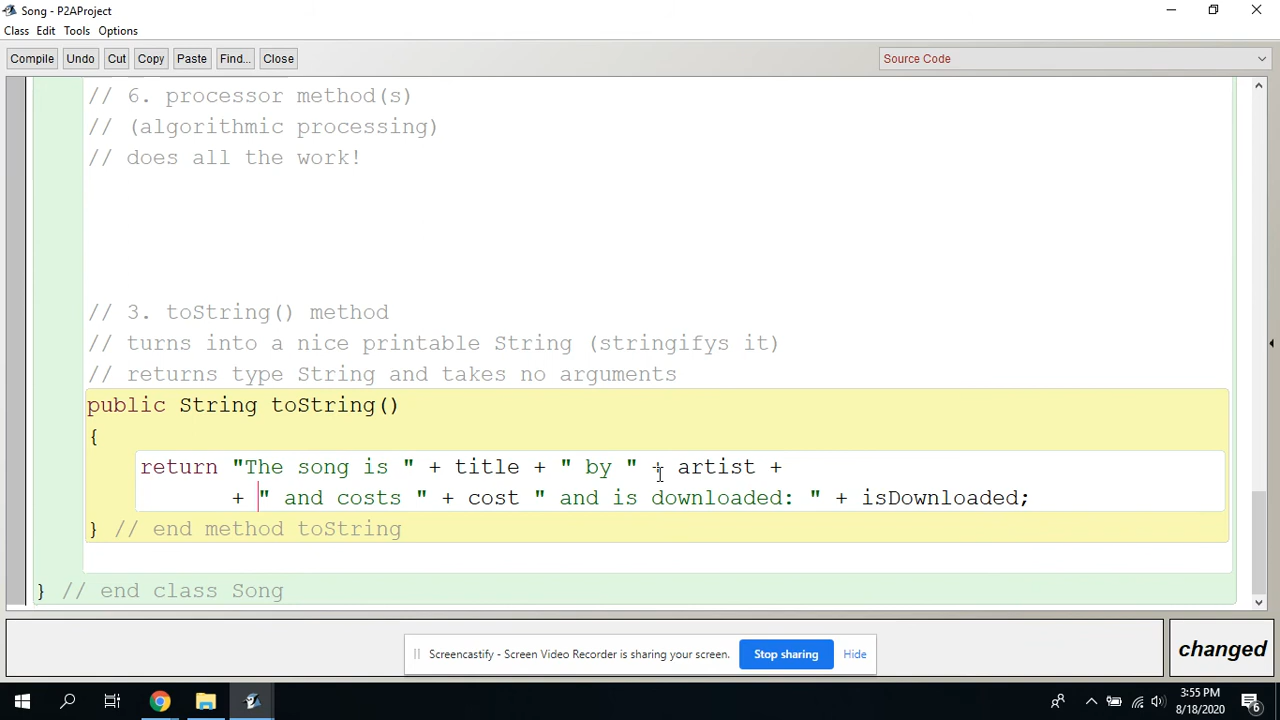 Song - P2AProject
Class Edit Tools Options
Compile Undo Cut Copy Paste Find... Close Source Code
// 6. processor method(s)
// (algorithmic processing)
// does all the work!
// 3. toString() method
// turns into a nice printable String (stringifys it)
// returns type String and takes no arguments
public String toString()
{
return "The song is " + title + " by " + artist +
+ " and costs " + cost " and is downloaded: " + isDownloaded;
} // end method toString
} // end class Song
changed
Screencastify - Screen Video Recorder is sharing your screen. Stop sharing Hide
3:55 PM
8/18/2020
6